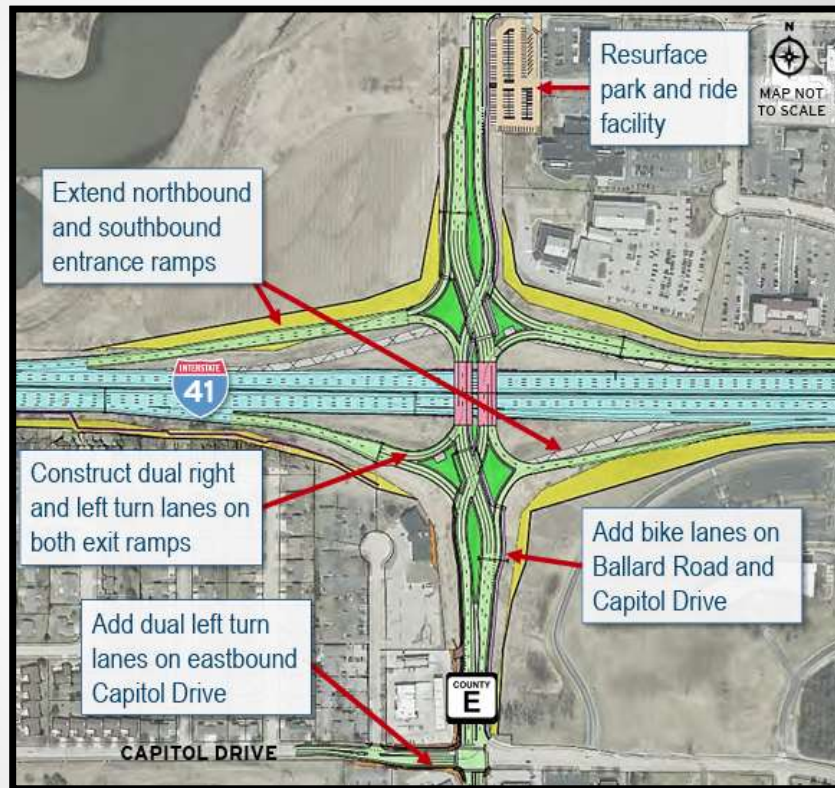 N
MAP NOT
TO SCALE
Resurface
park and ride
facility
Extend northbound
and southbound
entrance ramps
INTERSTATE
41
Construct dual right
and left turn lanes on
both exit ramps
Add bike lanes on
Ballard Road and
Capitol Drive
Add dual left turn
lanes on eastbound
Capitol Drive
COUNTY
E
CAPITOL DRIVE